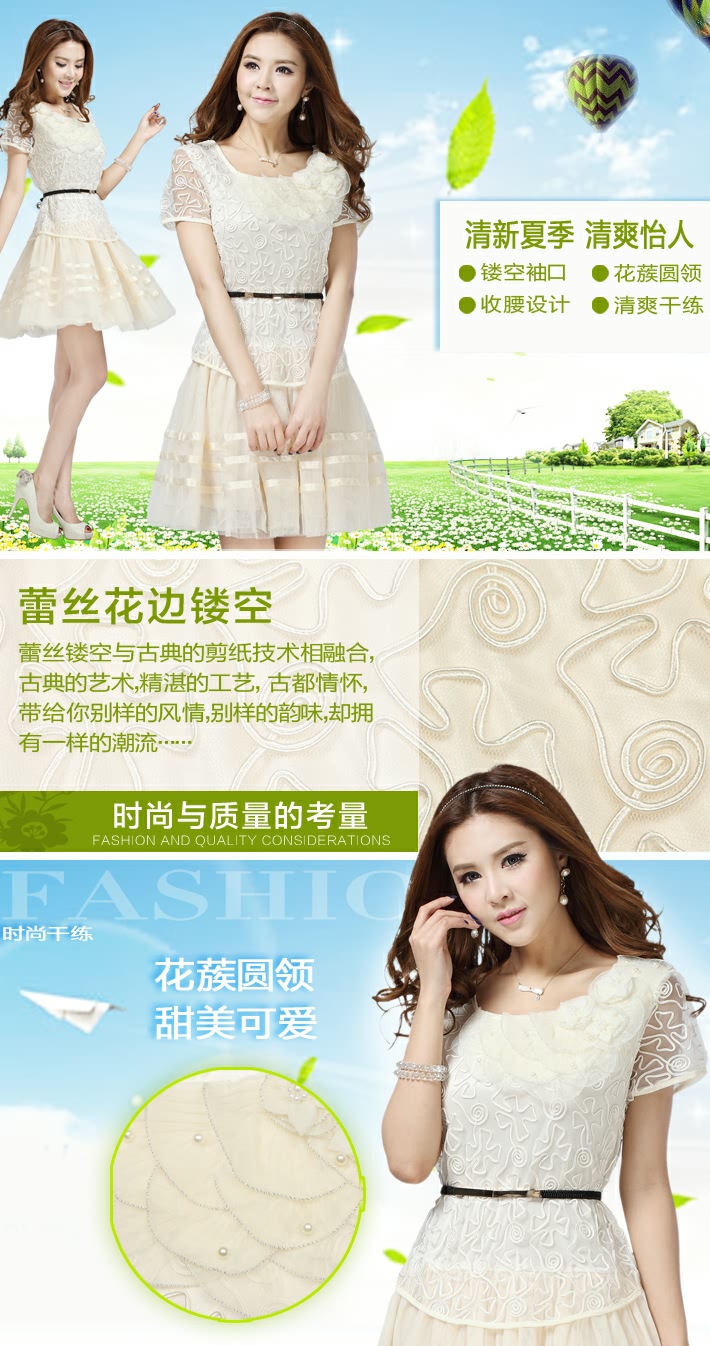 清新夏季 清爽怡人
●镂空袖口 ●花蔟圆领
●收腰设计 ●清爽干练
蕾丝花边镂空
蕾丝镂空与古典的剪纸技术相融合,
古典的艺术,精湛的工艺, 古都情怀,
带给你别样的风情,别样的韵味,却拥
有一样的潮流……
时尚与质量的考量
FASHION AND QUALITY CONSIDERATIONS
FASHIO
时尚干练
花蔟圆领
甜美可爱